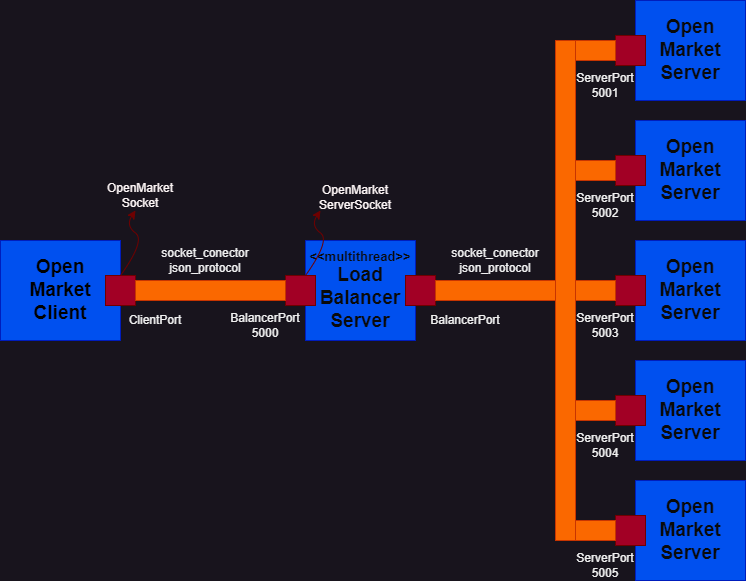 Open
Market
Server
ServerPort
5001
Open
Market
Server
ServerPort
5002
OpenMarket
Socket
OpenMarket
ServerSocket
Open
Market
Client
socket_conector
json_protocol
ClientPort
BalancerPort
5000
<<multithread>>
Load
Balancer
Server
socket_conector
json_protocol
BalancerPort
Open
Market
Server
ServerPort
5003
Open
Market
Server
ServerPort
5004
Open
Market
Server
ServerPort
5005